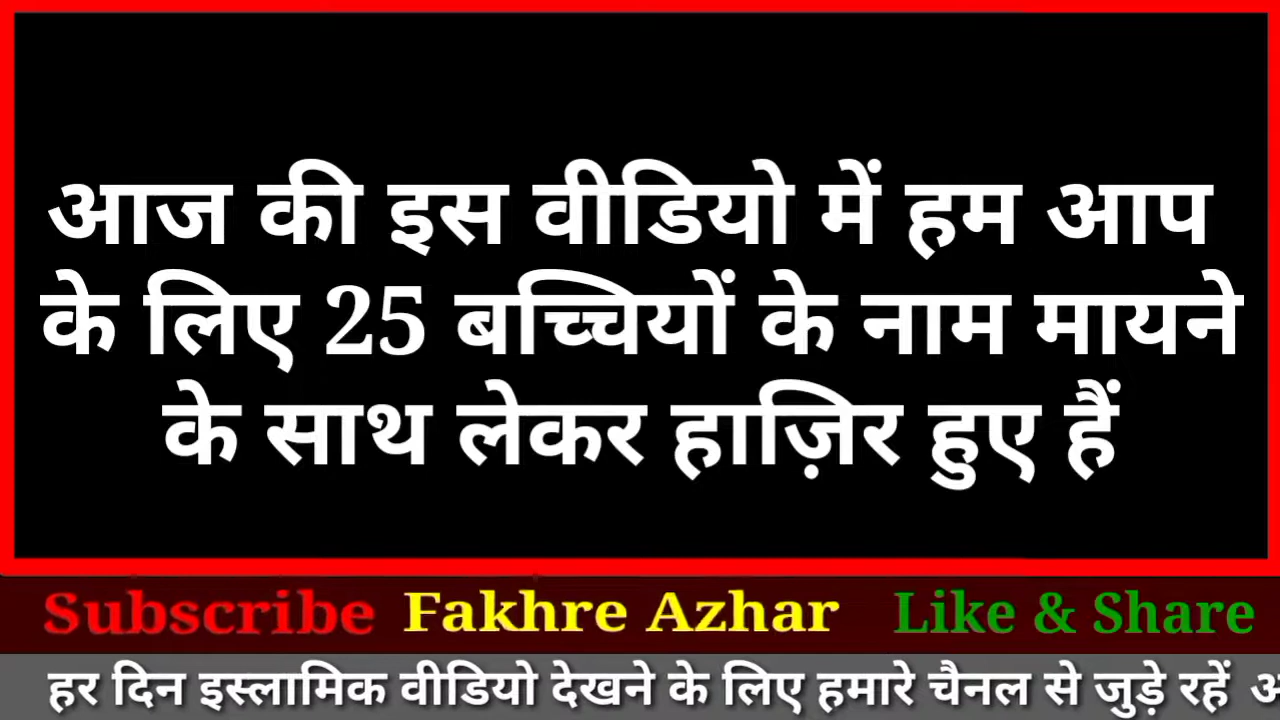 आज की इस वीडियो में हम आप
के लिए 25 बच्चियों के नाम मायने
के साथ लेकर हाज़िर हुए हैं
Subscribe Fakhre Azhar Like & Share
हर दिन इस्लामिक वीडियो देखने के लिए हमारे चैनल से जुड़े रहें